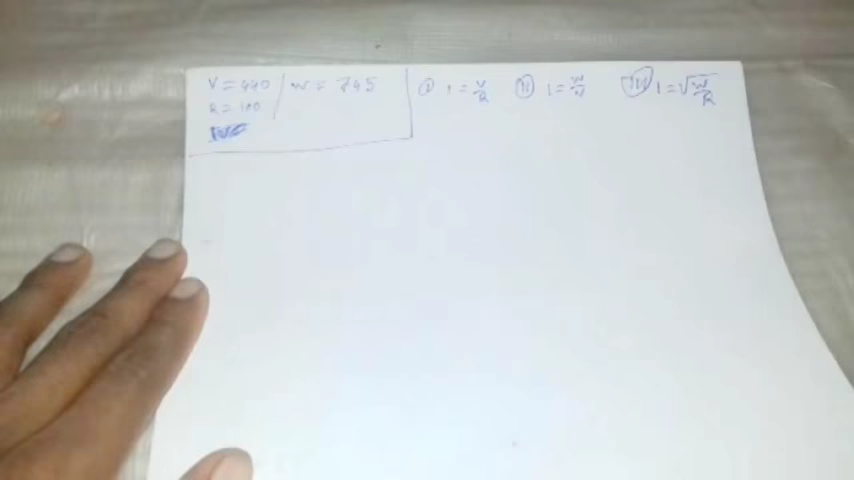 V = 440 / W = 745
R = 100
(I) I = V/R (II) I = W/V (III) I = √W/R